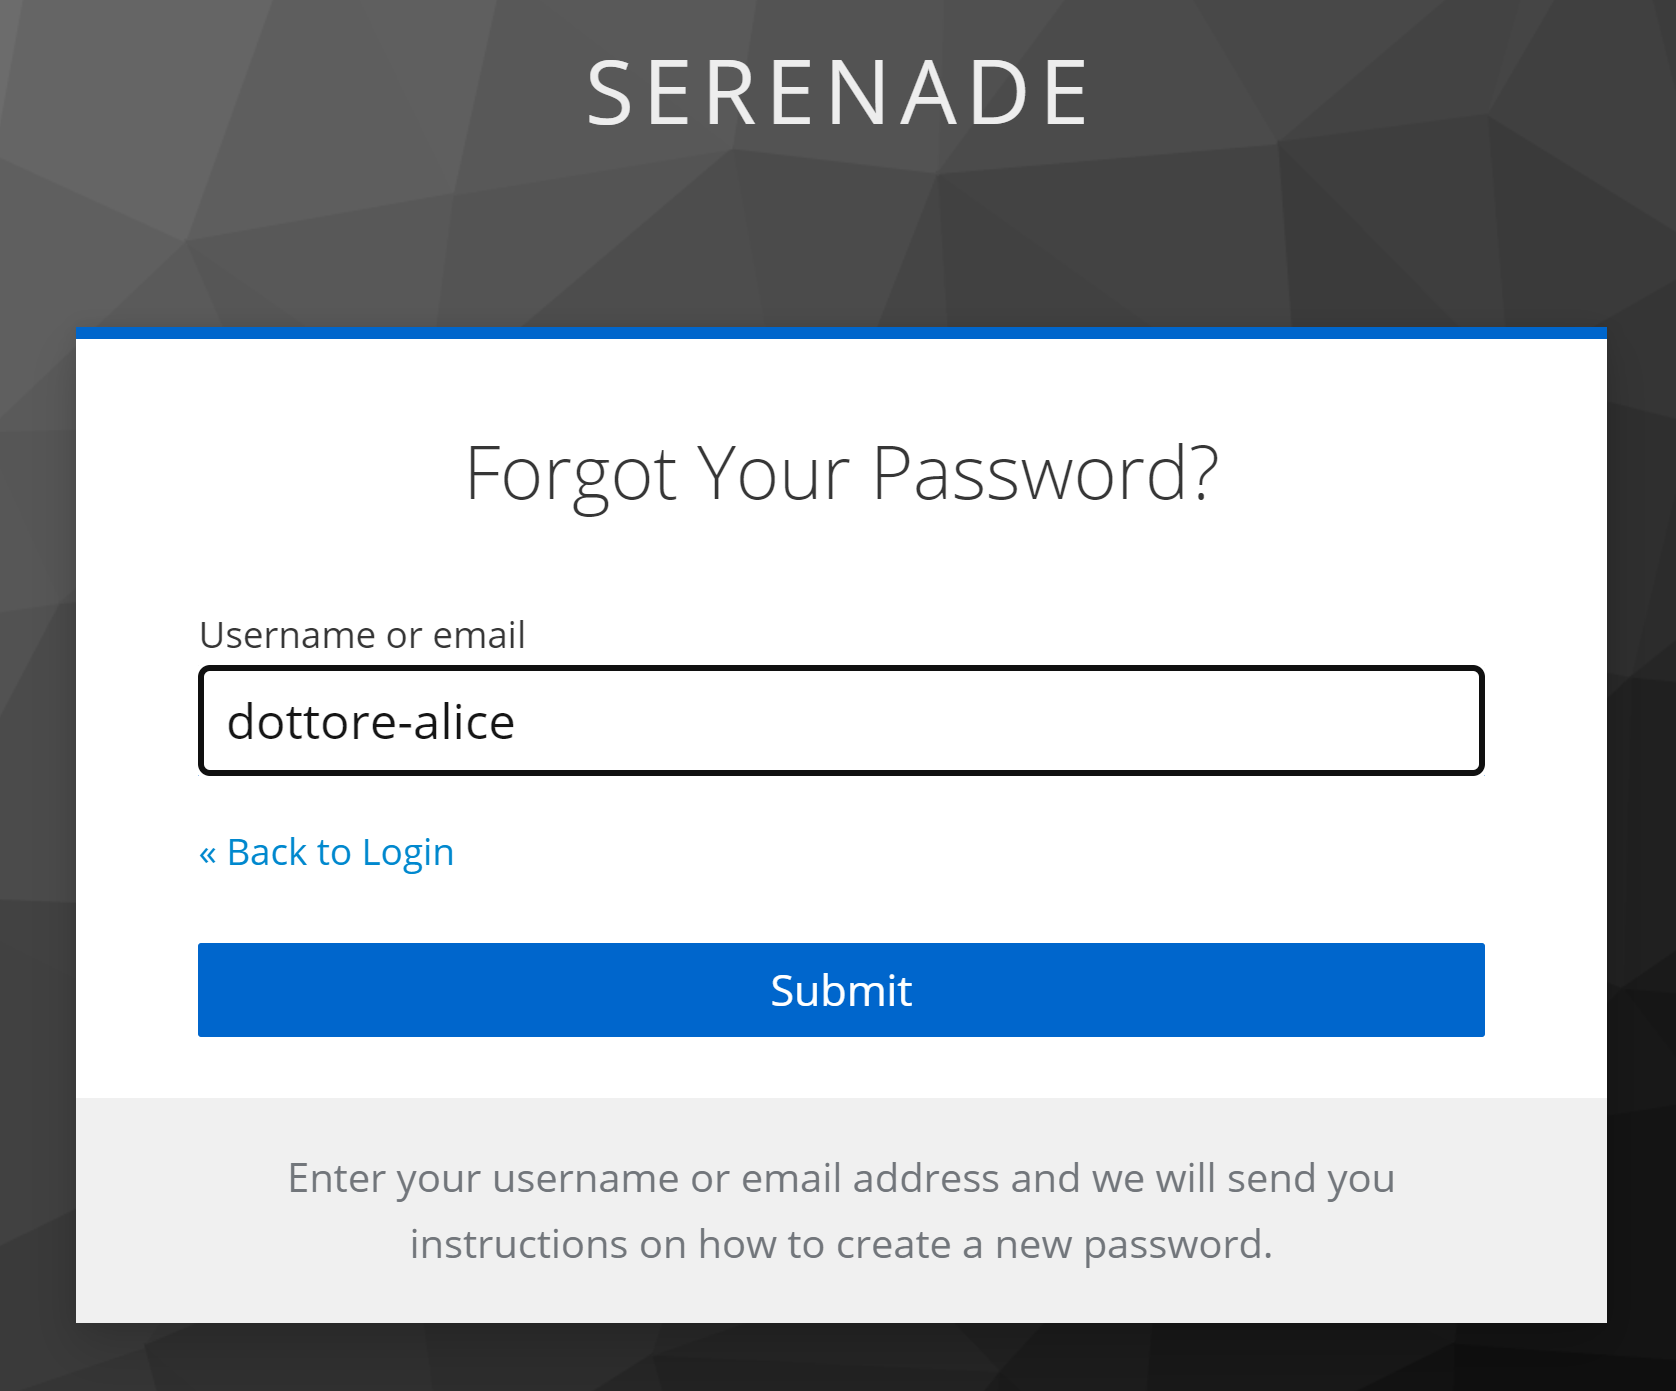 SERENADE
Forgot Your Password?
Username or email
dottore-alice
« Back to Login
Submit
Enter your username or email address and we will send you
instructions on how to create a new password.